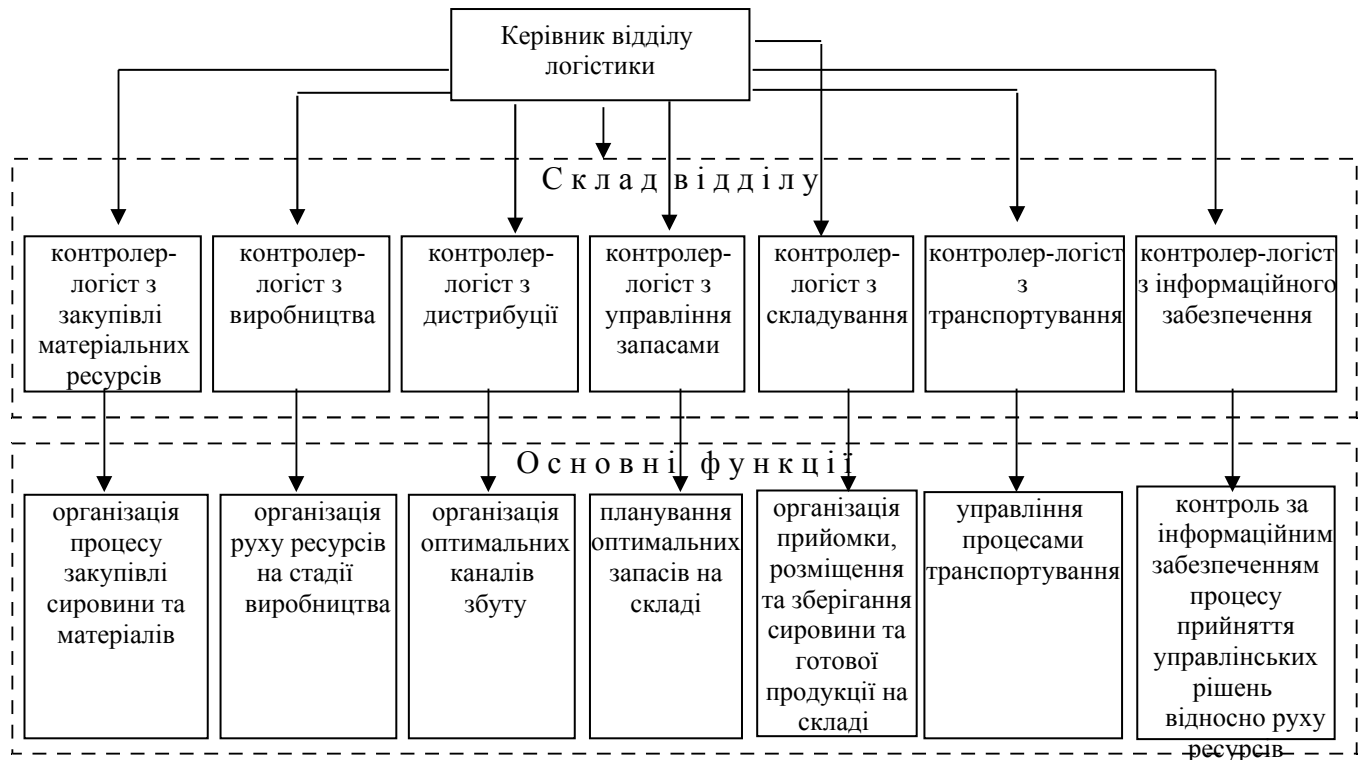 Керівник відділу
логістики
С к л а д в і д д і л у
контролер-
логіст з
закупівлі
матеріальних
ресурсів
контролер-
логіст з
виробництва
контролер-
логіст з
дистрибуції
контролер-
логіст з
управління
запасами
контролер-
логіст з
складування
контролер-логіст
з
транспортування
контролер-логіст
з інформаційного
забезпечення
О с н о в н і ф у н к ц і ї
організація
процесу
закупівлі
сировини та
матеріалів
організація
руху ресурсів
на стадії
виробництва
організація
оптимальних
каналів
збуту
планування
оптимальних
запасів на
складі
організація
прийомки,
розміщення
та зберігання
сировини та
готової
продукції на
складі
управління
процесами
транспортування
контроль за
інформаційним
забезпеченням
процесу
прийняття
управлінських
рішень
відносно руху
ресурсів